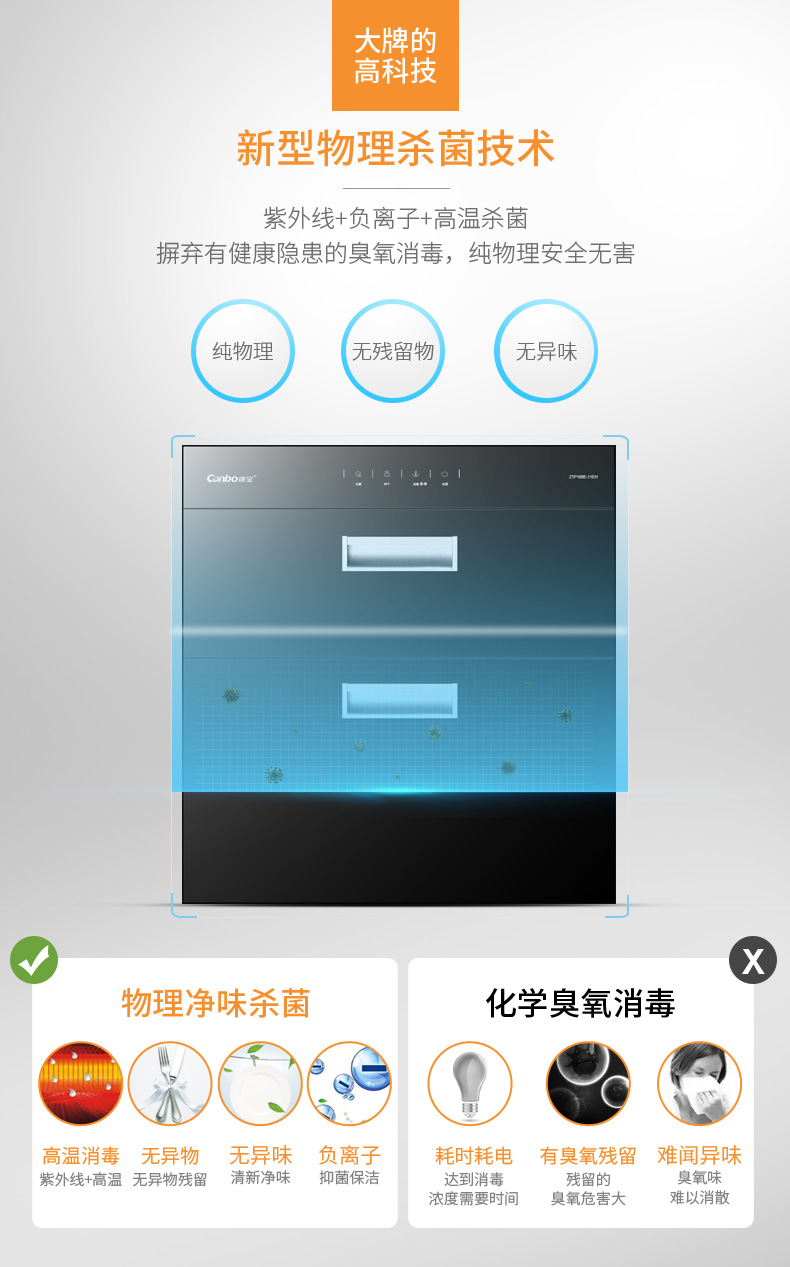 大牌的
高科技
新型物理杀菌技术
紫外线+负离子+高温杀菌
摒弃有健康隐患的臭氧消毒，纯物理安全无害
纯物理
无残留物
无异味
Canbo康宝
物理净味杀菌
高温消毒
紫外线+高温
无异物
无异物残留
无异味
清新净味
负离子
抑菌保洁
X
化学臭氧消毒
耗时耗电
达到消毒
浓度需要时间
有臭氧残留
残留的
臭氧危害大
难闻异味
臭氧味
难以消散